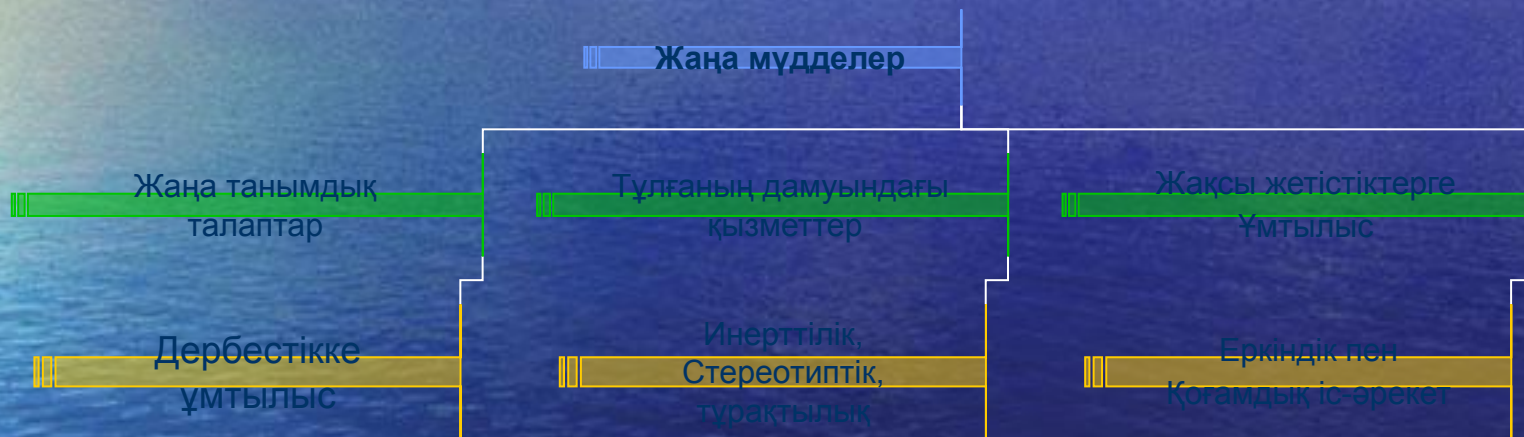 Жаңа мүдделер
Жаңа танымдық
талаптар
Тұлғаның дамуындағы
қызметтер
Жақсы жетістіктерге
Ұмтылыс
Дербестікке
ұмтылыс
Инерттілік,
Стереотиптік,
тұрақтылық
Еркіндік пен
Қоғамдық іс-әрекет